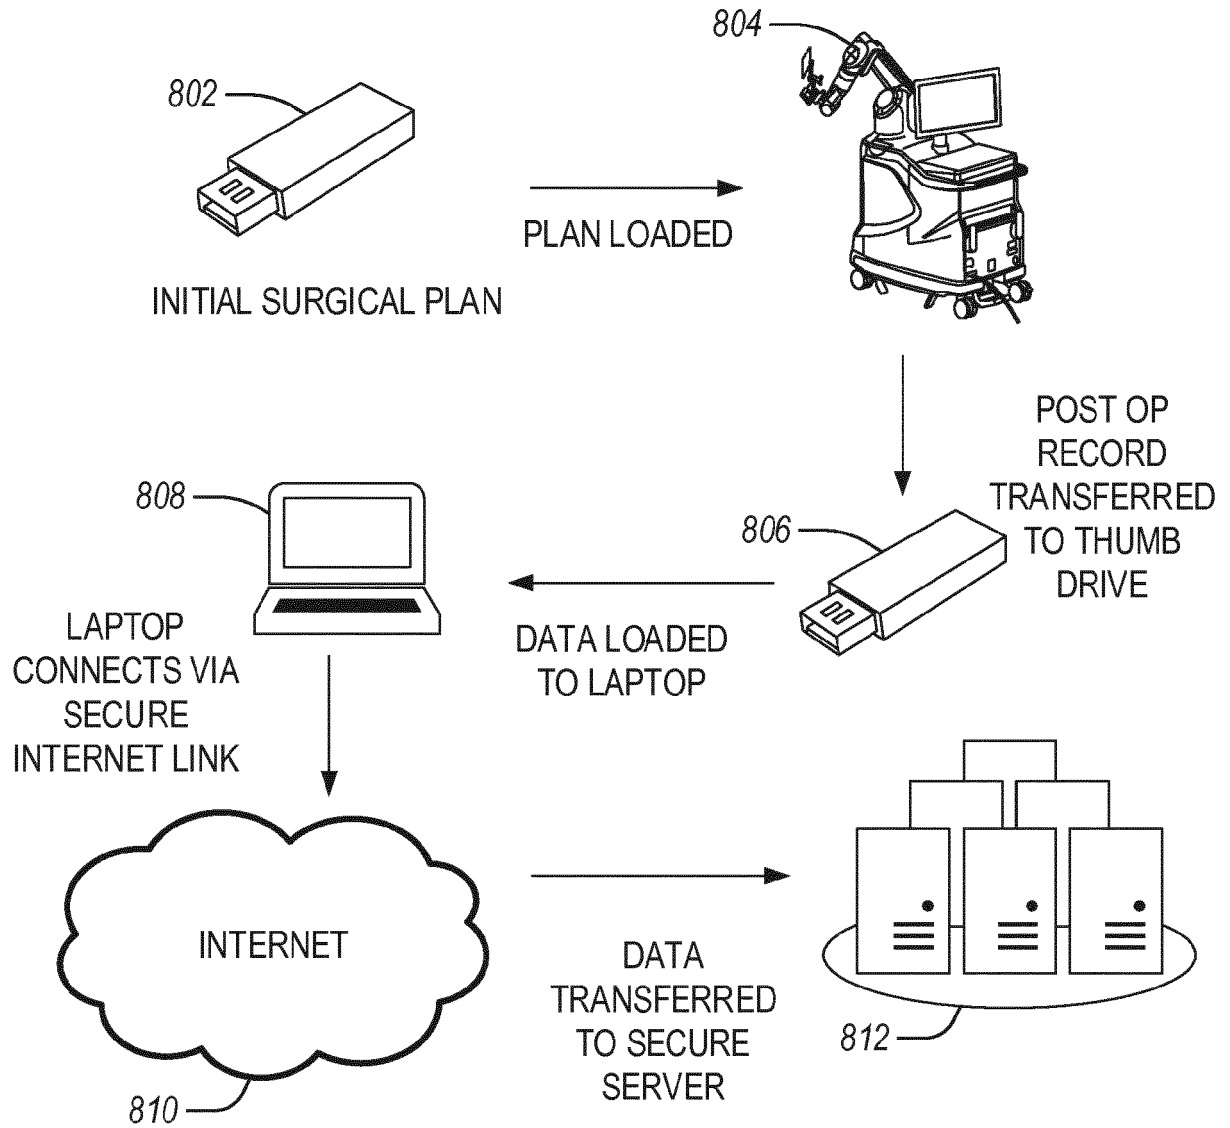 804
802
PLAN LOADED
INITIAL SURGICAL PLAN
POST OP
RECORD
TRANSFERRED
TO THUMB
DRIVE
808
806
DATA LOADED
TO LAPTOP
LAPTOP
CONNECTS VIA
SECURE
INTERNET LINK
INTERNET
DATA
TRANSFERRED
TO SECURE
SERVER
812
810